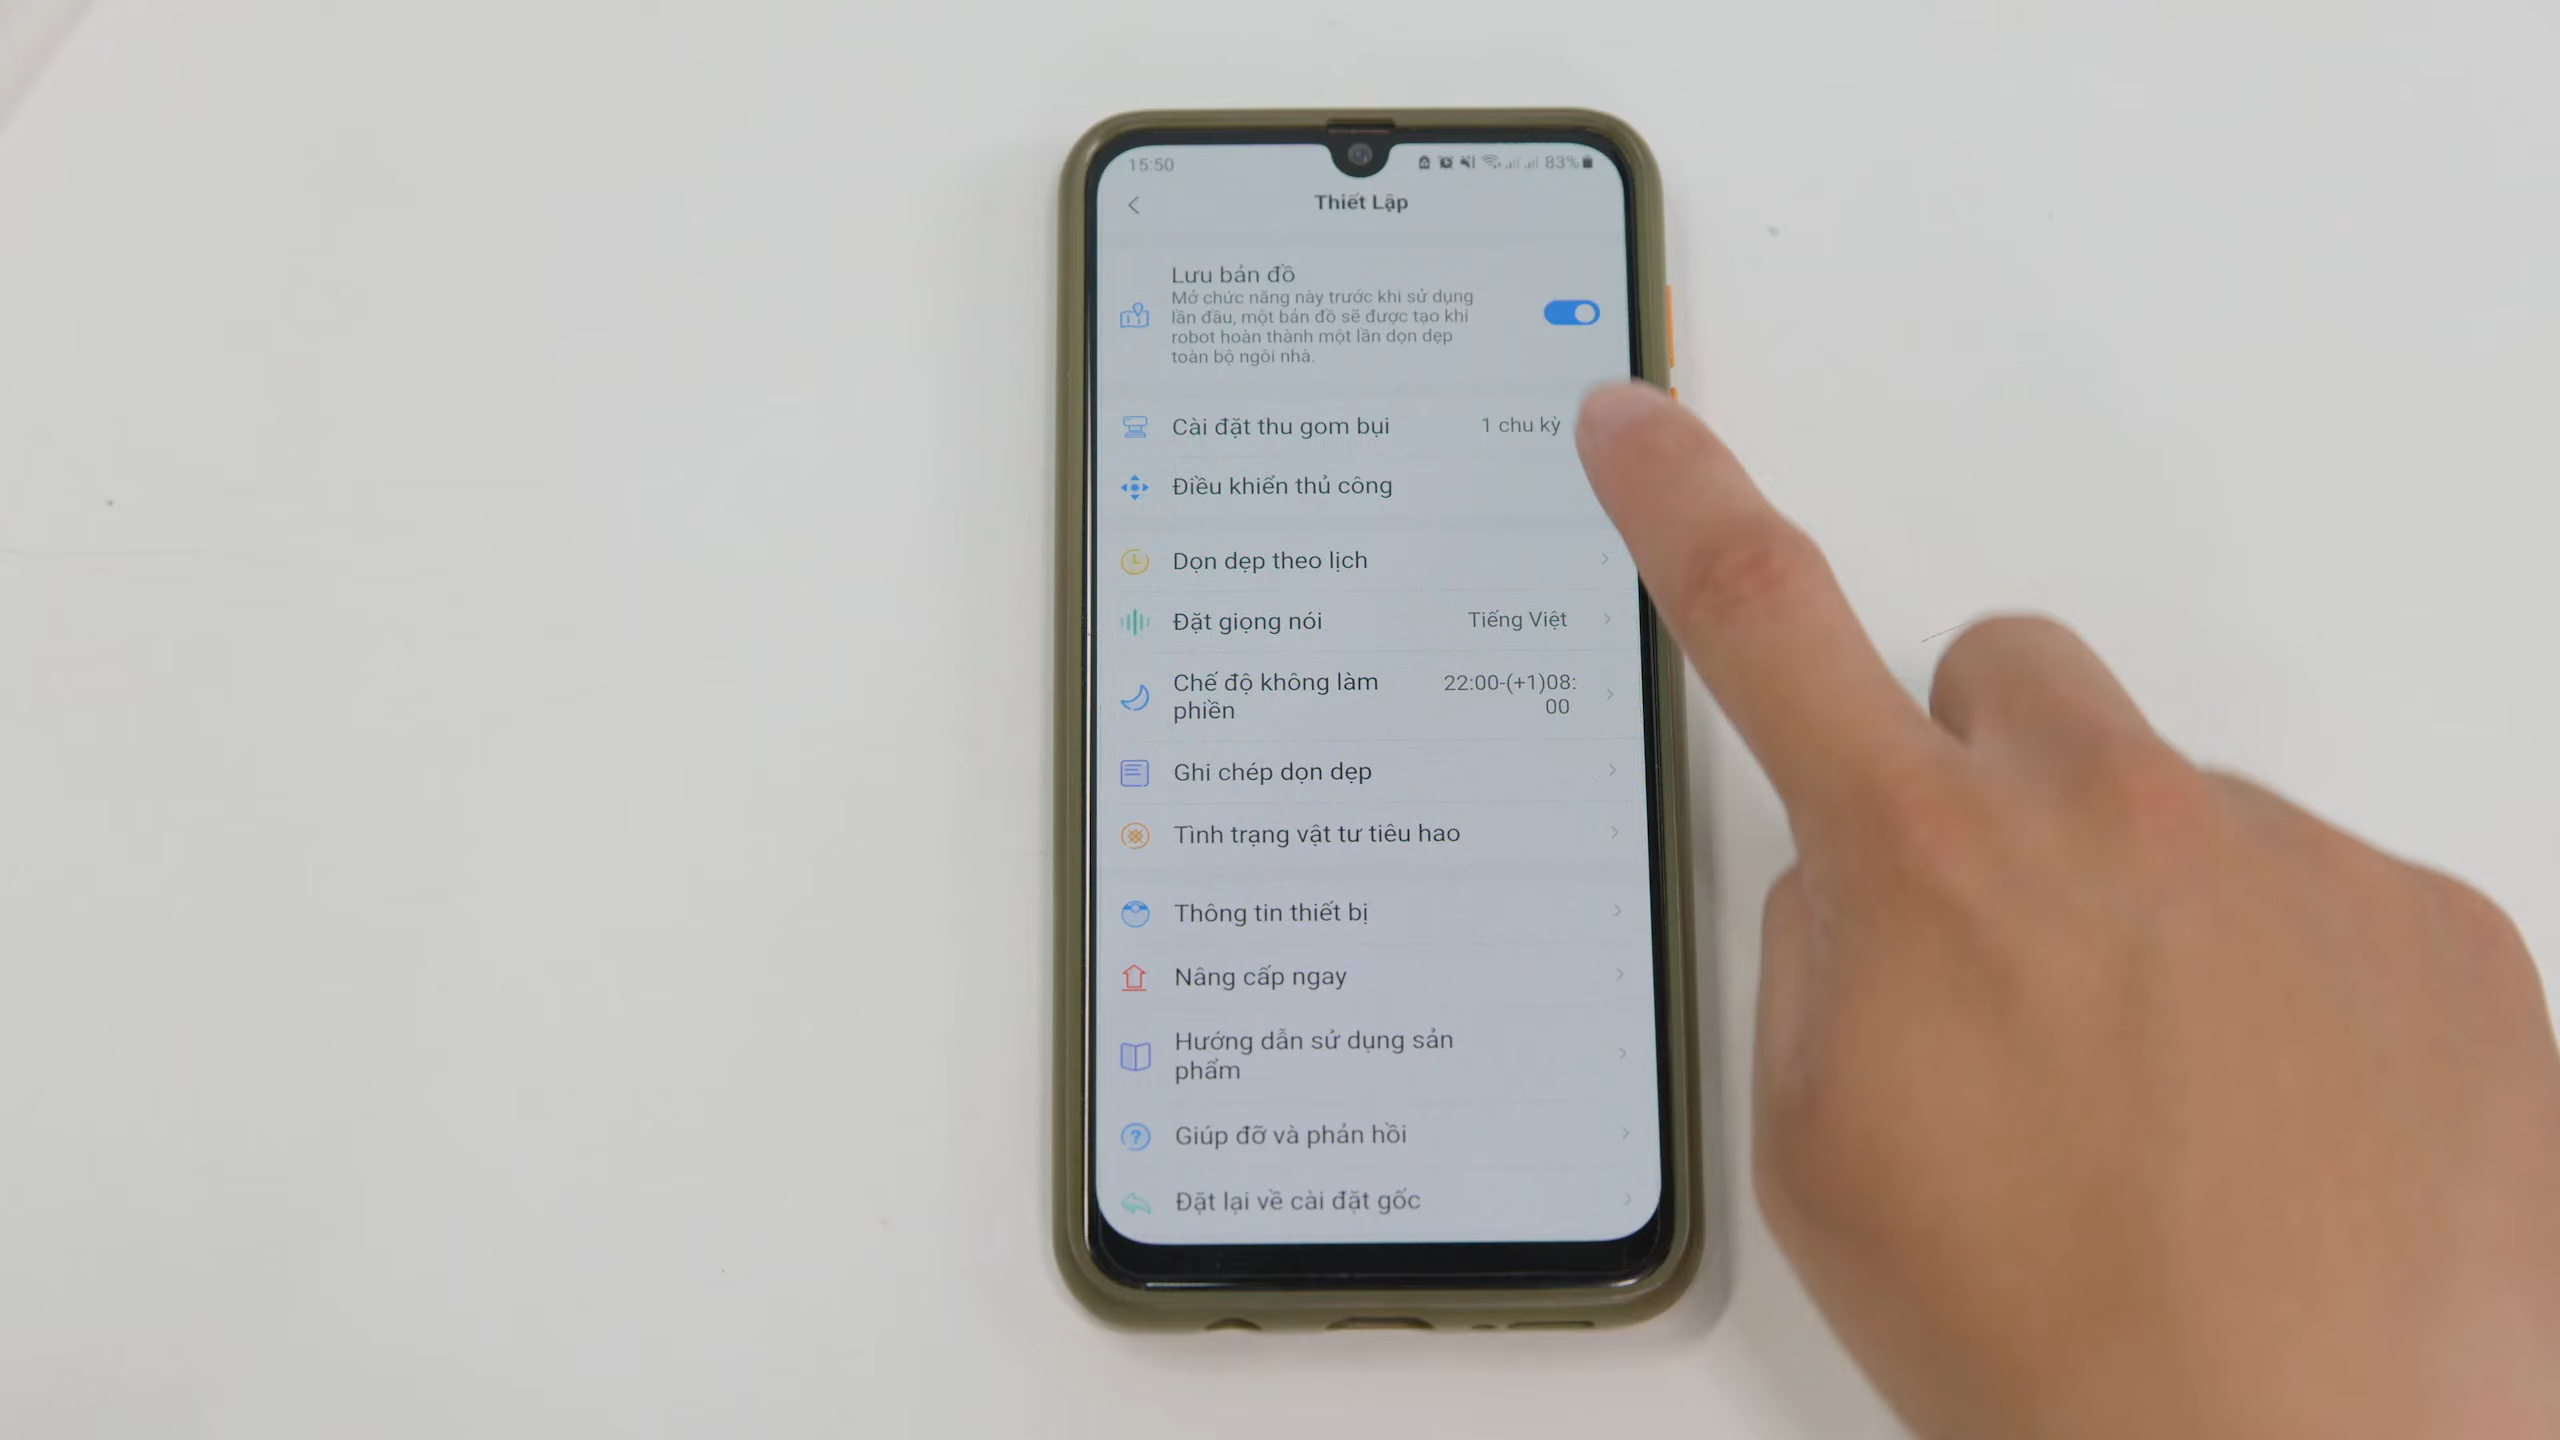 15:50
83%
Thiết Lập
Lưu bản đồ
Mở chức năng này trước khi sử dụng
lần đầu, một bản đồ sẽ được tạo khi
robot hoàn thành một lần dọn dẹp
toàn bộ ngôi nhà.
Cài đặt thu gom bụi
1 chu kỳ
Điều khiển thủ công
Dọn dẹp theo lịch
Đặt giọng nói
Tiếng Việt
Chế độ không làm
phiền
22:00-(+1)08:
00
Ghi chép dọn dẹp
Tình trạng vật tư tiêu hao
Thông tin thiết bị
Nâng cấp ngay
Hướng dẫn sử dụng sản
phẩm
Giúp đỡ và phản hồi
Đặt lại về cài đặt gốc